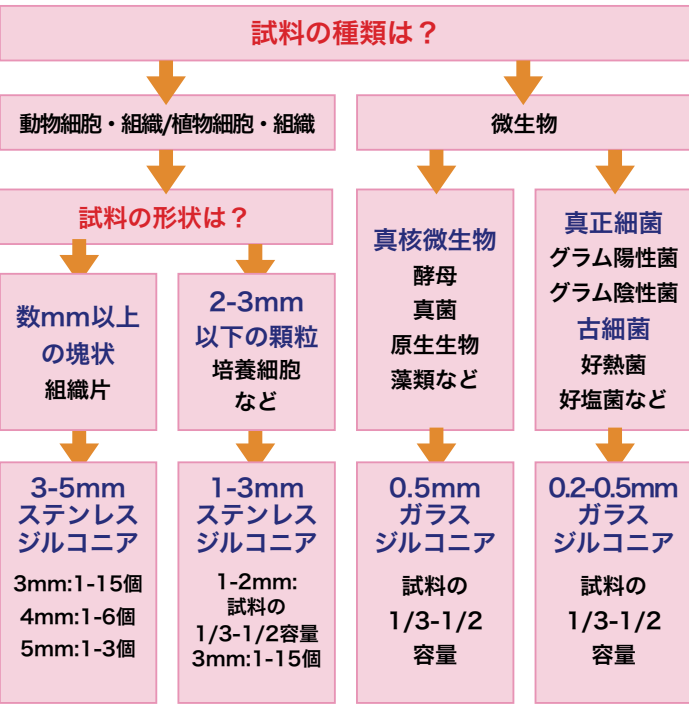 試料の種類は？
動物細胞・組織/植物細胞・組織
微生物
試料の形状は？
数mm以上
の塊状
組織片
2-3mm
以下の顆粒
培養細胞
など
真核微生物
酵母
真菌
原生生物
藻類など
真正細菌
グラム陽性菌
グラム陰性菌
古細菌
好熱菌
好塩菌など
3-5mm
ステンレス
ジルコニア
3mm:1-15個
4mm:1-6個
5mm:1-3個
1-3mm
ステンレス
ジルコニア
1-2mm:
試料の
1/3-1/2容量
3mm:1-15個
0.5mm
ガラス
ジルコニア
試料の
1/3-1/2
容量
0.2-0.5mm
ガラス
ジルコニア
試料の
1/3-1/2
容量